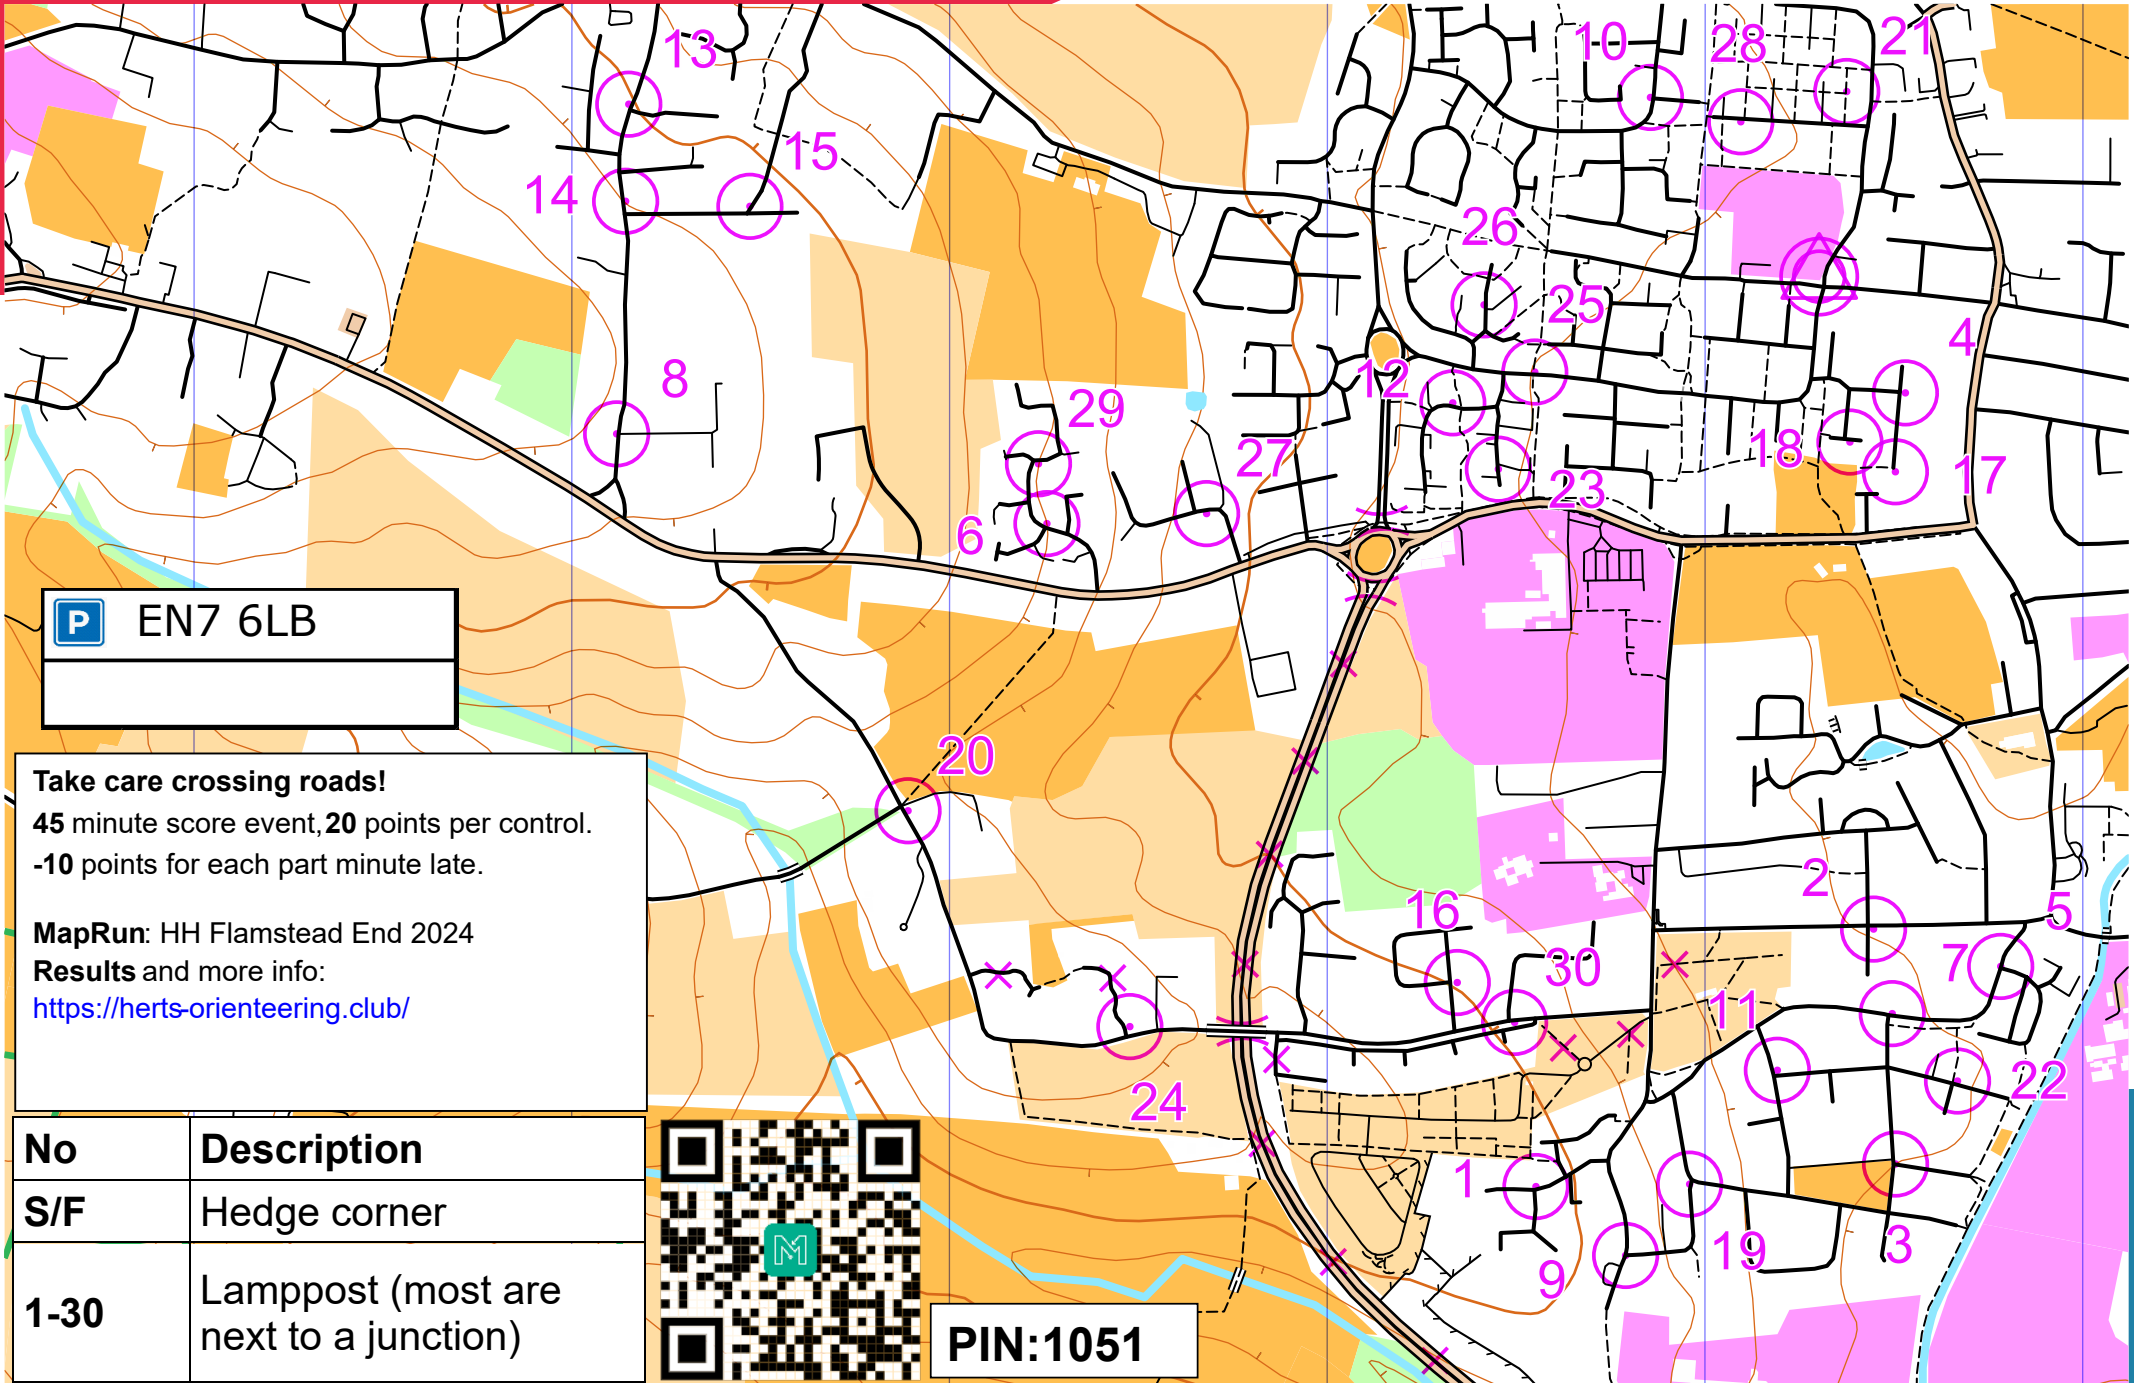 13
10
28
21
15
14
26
25
4
8
12
29
27
18
17
23
6
P EN7 6LB
20
Take care crossing roads!
45 minute score event, 20 points per control.
-10 points for each part minute late.
MapRun: HH Flamstead End 2024
Results and more info:
https://herts-orienteering.club/
2
16
5
7
30
11
24
22
1
19
3
9
No Description
S/F Hedge corner
1-30 Lamppost (most are
next to a junction)
PIN:1051